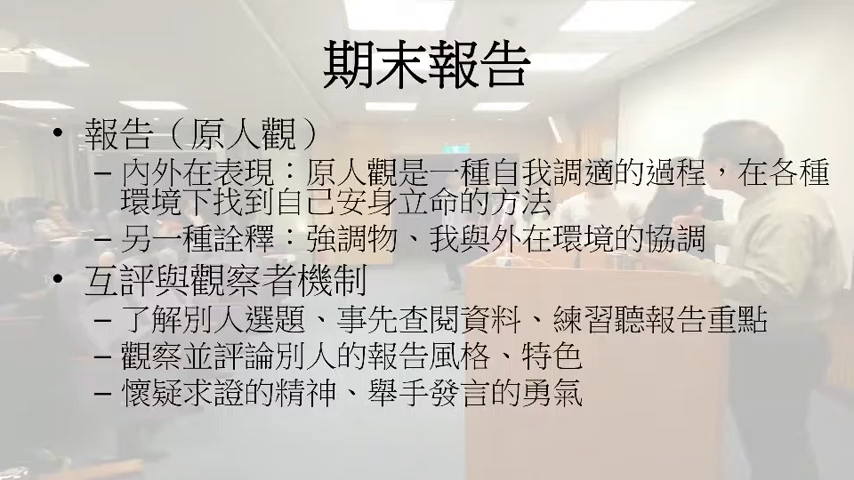 期末報告
• 報告（原人觀）
– 內外在表現：原人觀是一種自我調適的過程，在各種
環境下找到自己安身立命的方法
– 另一種詮釋：強調物、我與外在環境的協調
• 互評與觀察者機制
– 了解別人選題、事先查閱資料、練習聽報告重點
– 觀察並評論別人的報告風格、特色
– 懷疑求證的精神、舉手發言的勇氣